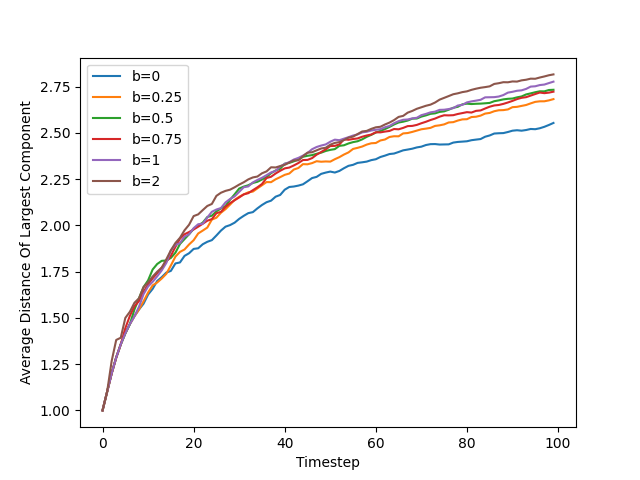 b=0
b=0.25
b=0.5
b=0.75
b=1
b=2
Average Distance Of Largest Component
2.75
2.50
2.25
2.00
1.75
1.50
1.25
1.00
0 20 40 60 80 100
Timestep